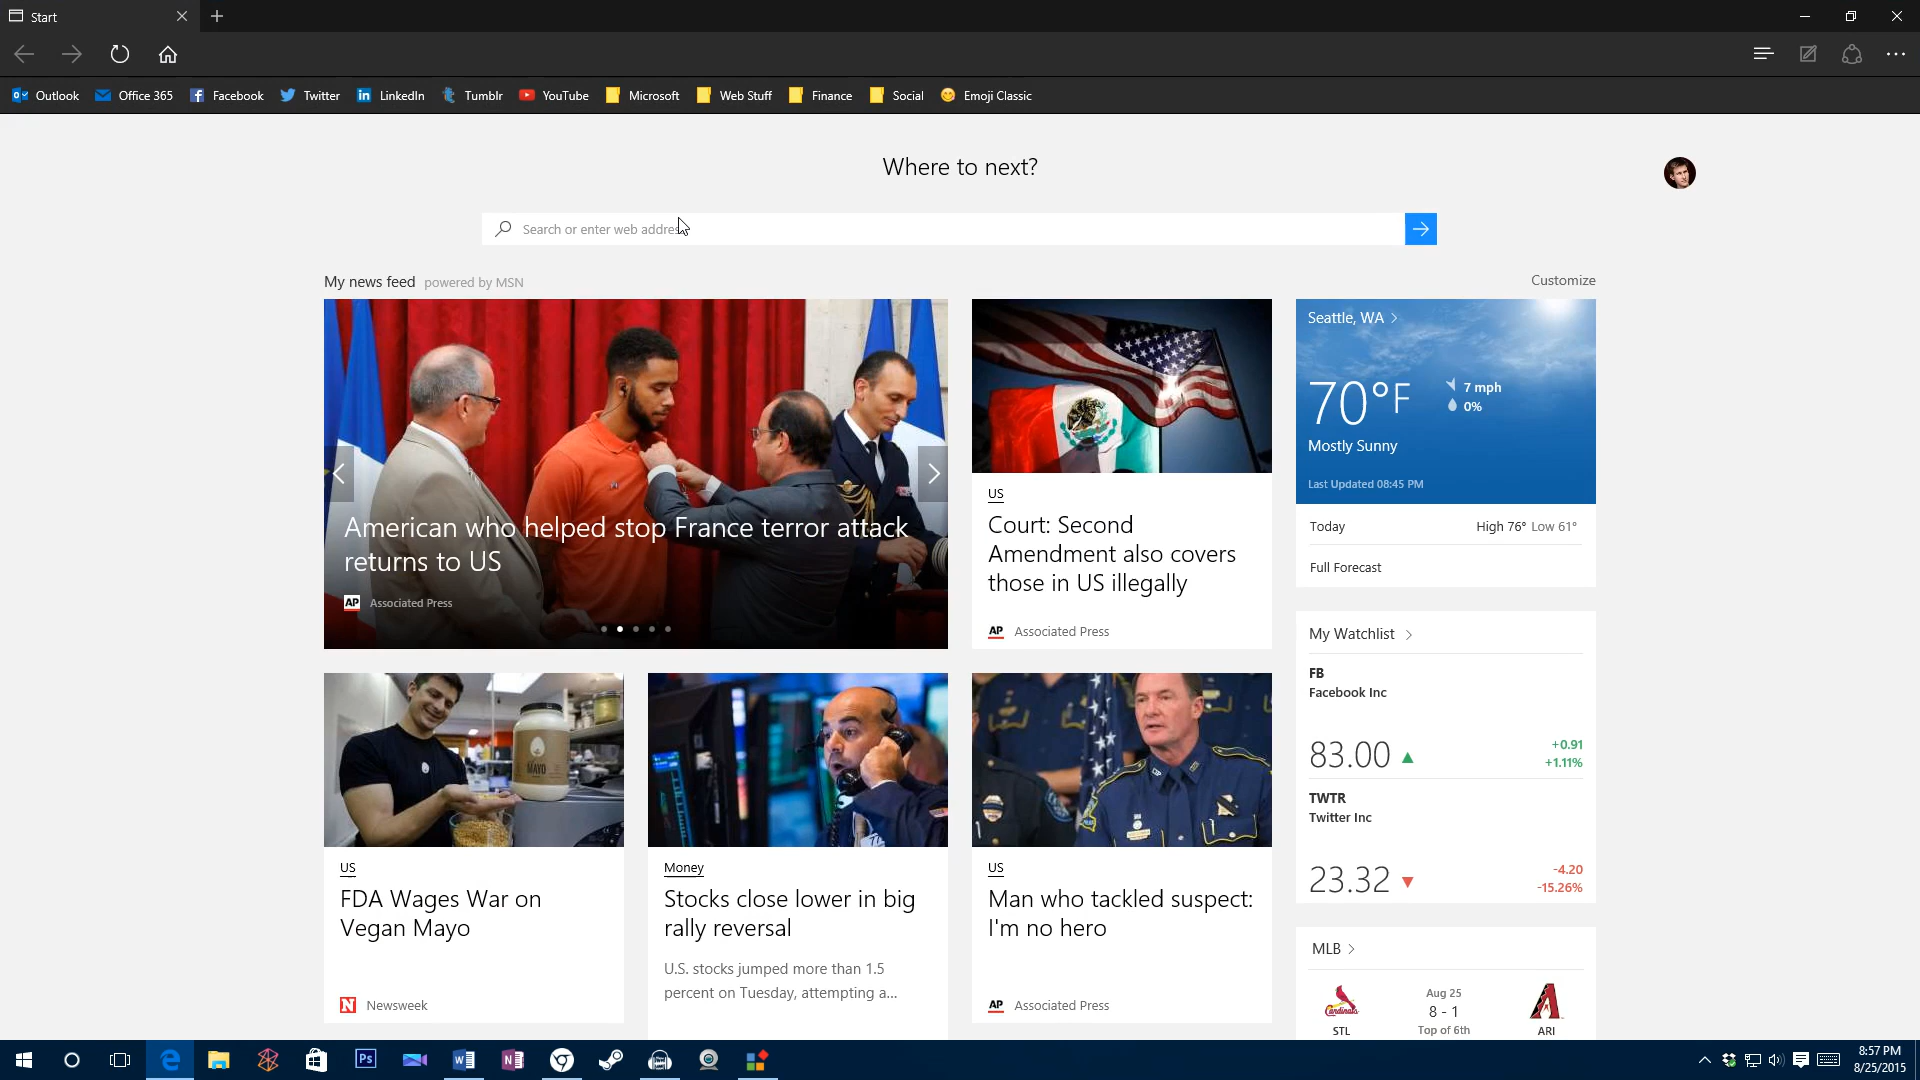 Start
Outlook Office 365 Facebook Twitter LinkedIn Tumblr YouTube Microsoft Web Stuff Finance Social Emoji Classic
Where to next?
Search or enter web address
My news feed powered by MSN
Customize
American who helped stop France terror attack
returns to US
AP Associated Press
US
Court: Second
Amendment also covers
those in US illegally
AP Associated Press
Seattle, WA
70°F
7 mph
0%
Mostly Sunny
Last Updated 08:45 PM
Today High 76° Low 61°
Full Forecast
My Watchlist
FB
Facebook Inc
83.00 +0.91
+1.11%
TWTR
Twitter Inc
23.32 -4.20
-15.26%
MAYO
US
FDA Wages War on
Vegan Mayo
N Newsweek
Money
Stocks close lower in big
rally reversal
U.S. stocks jumped more than 1.5
percent on Tuesday, attempting a...
US
Man who tackled suspect:
I'm no hero
AP Associated Press
MLB
Cardinals
Aug 25
8 - 1
STL Top of 6th ARI
8:57 PM
8/25/2015